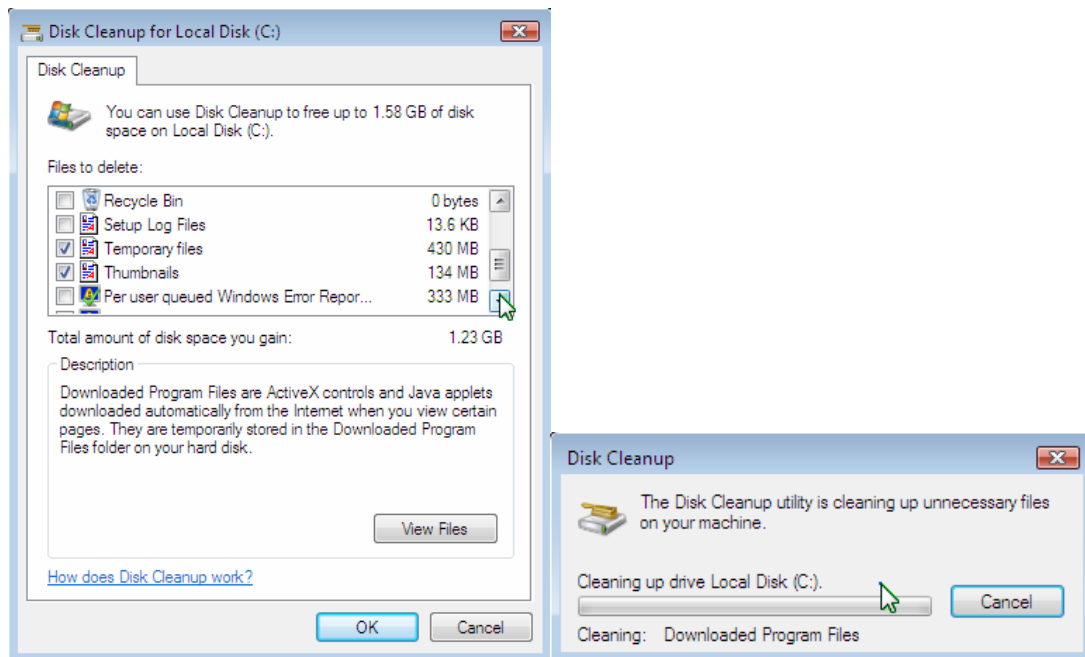 Disk Cleanup for Local Disk (C:)
Disk Cleanup
You can use Disk Cleanup to free up to 1.58 GB of disk
space on Local Disk (C:).
Files to delete:
Recycle Bin 0 bytes
Setup Log Files 13.6 KB
Temporary files 430 MB
Thumbnails 134 MB
Per user queued Windows Error Repor... 333 MB
Total amount of disk space you gain: 1.23 GB
Description
Downloaded Program Files are ActiveX controls and Java applets
downloaded automatically from the Internet when you view certain
pages. They are temporarily stored in the Downloaded Program
Files folder on your hard disk.
View Files
How does Disk Cleanup work?
OK Cancel
Disk Cleanup
The Disk Cleanup utility is cleaning up unnecessary files
on your machine.
Cleaning up drive Local Disk (C:).
Cancel
Cleaning: Downloaded Program Files